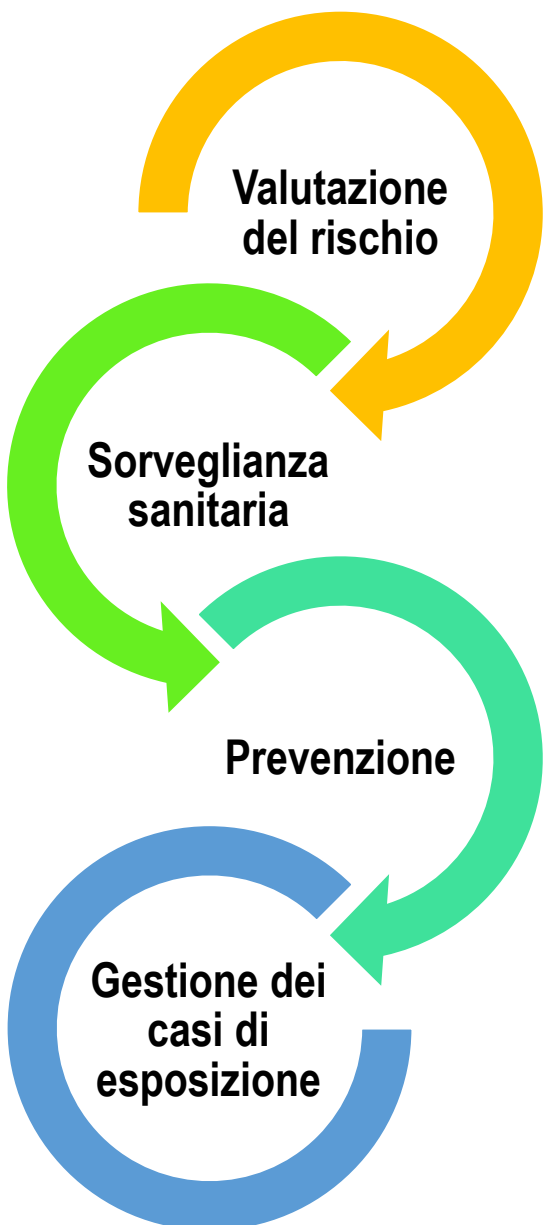 Valutazione
del rischio
Sorveglianza
sanitaria
Prevenzione
Gestione dei
casi di
esposizione